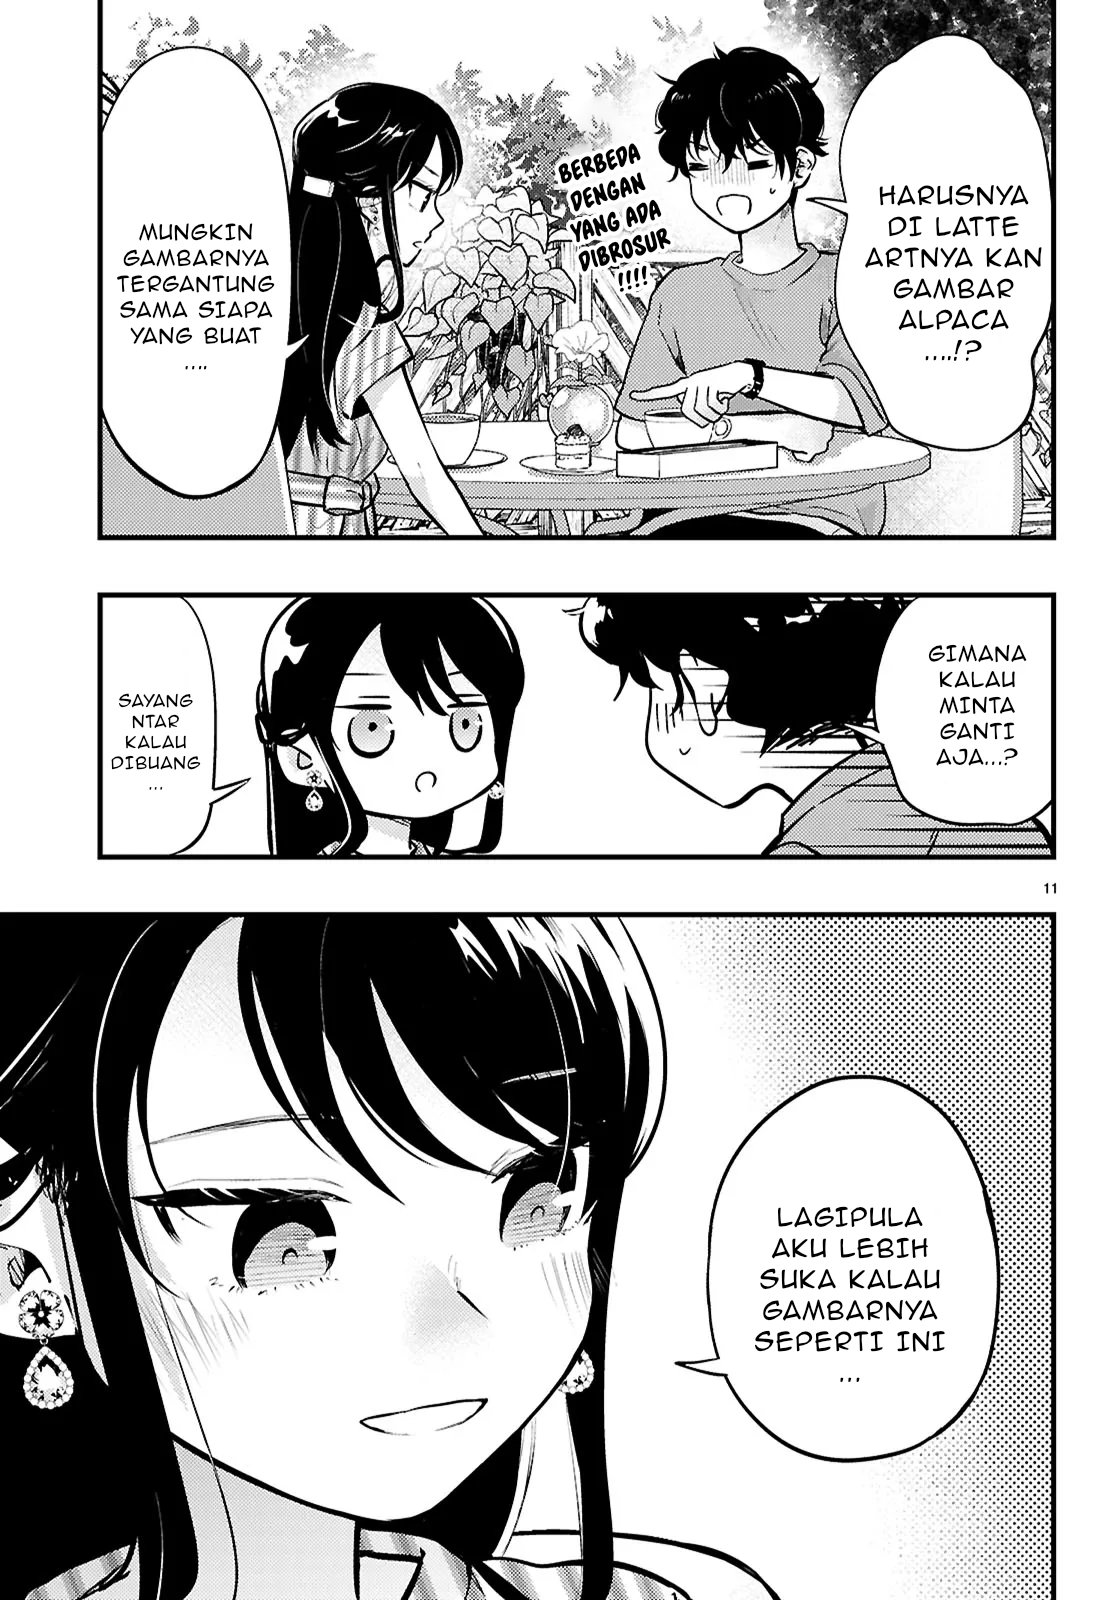 HARUSNYA
DI LATTE
ARTNYA KAN
GAMBAR
ALPACA
....!?
BERBEDA
DENGAN
YANG ADA
DIBROSUR
!!!!
MUNGKIN
GAMBARNYA
TERGANTUNG
SAMA SIAPA
YANG BUAT
....
GIMANA
KALAU
MINTA
GANTI
AJA...?
SAYANG
NTAR
KALAU
DIBUANG
...
11
LAGIPULA
AKU LEBIH
SUKA KALAU
GAMBARNYA
SEPERTI INI
...